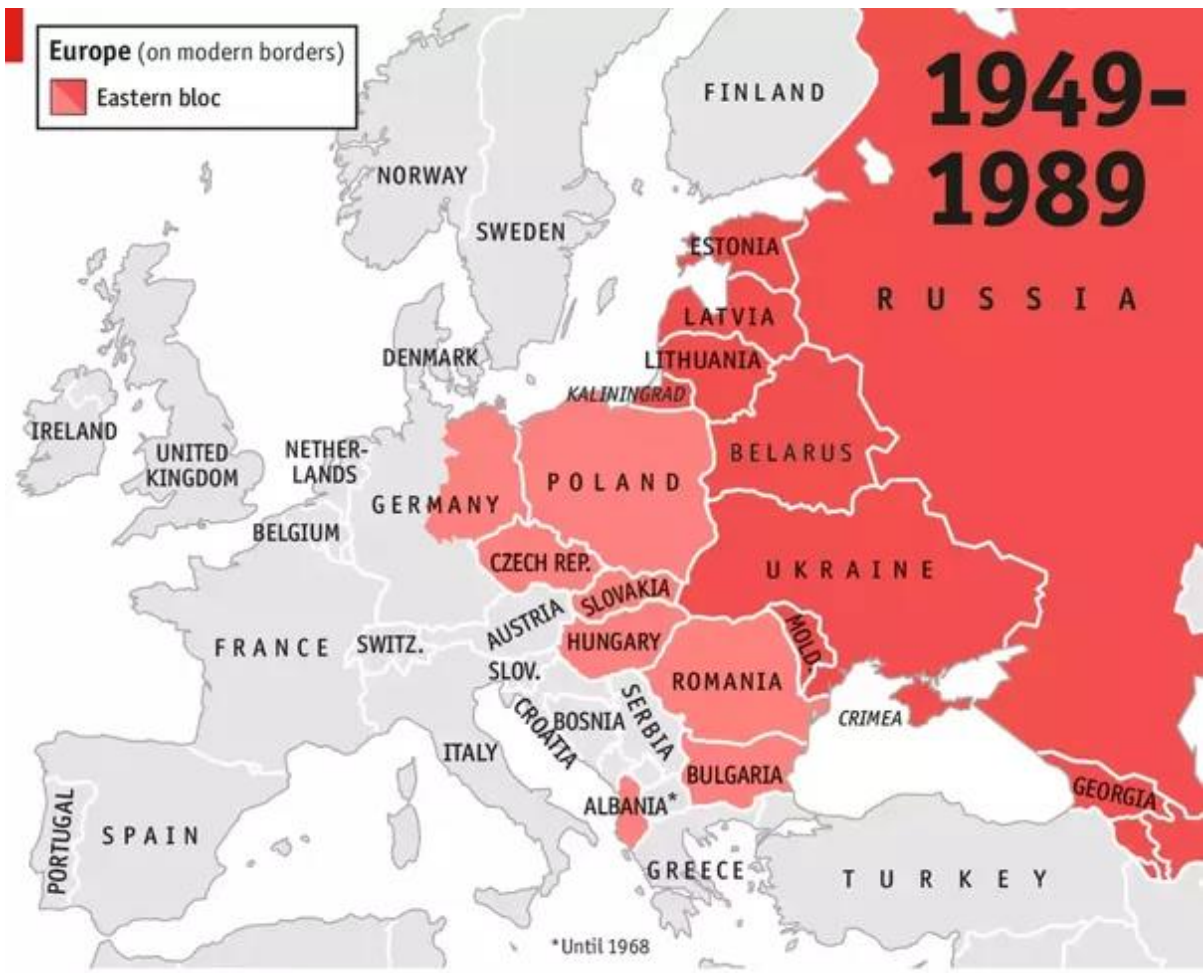 Europe (on modern borders)
Eastern bloc
1949-
1989
FINLAND
NORWAY
SWEDEN
ESTONIA
RUSSIA
LATVIA
DENMARK
LITHUANIA
KALININGRAD
IRELAND
UNITED
KINGDOM
NETHER-
LANDS
BELARUS
POLAND
GERMANY
BELGIUM
CZECH REP.
UKRAINE
SLOVAKIA
AUSTRIA
FRANCE
SWITZ.
HUNGARY
MOLD.
SLOV.
ROMANIA
CROATIA
BOSNIA
SERBIA
CRIMEA
ITALY
BULGARIA
GEORGIA
ALBANIA*
PORTUGAL
SPAIN
GREECE
TURKEY
*Until 1968